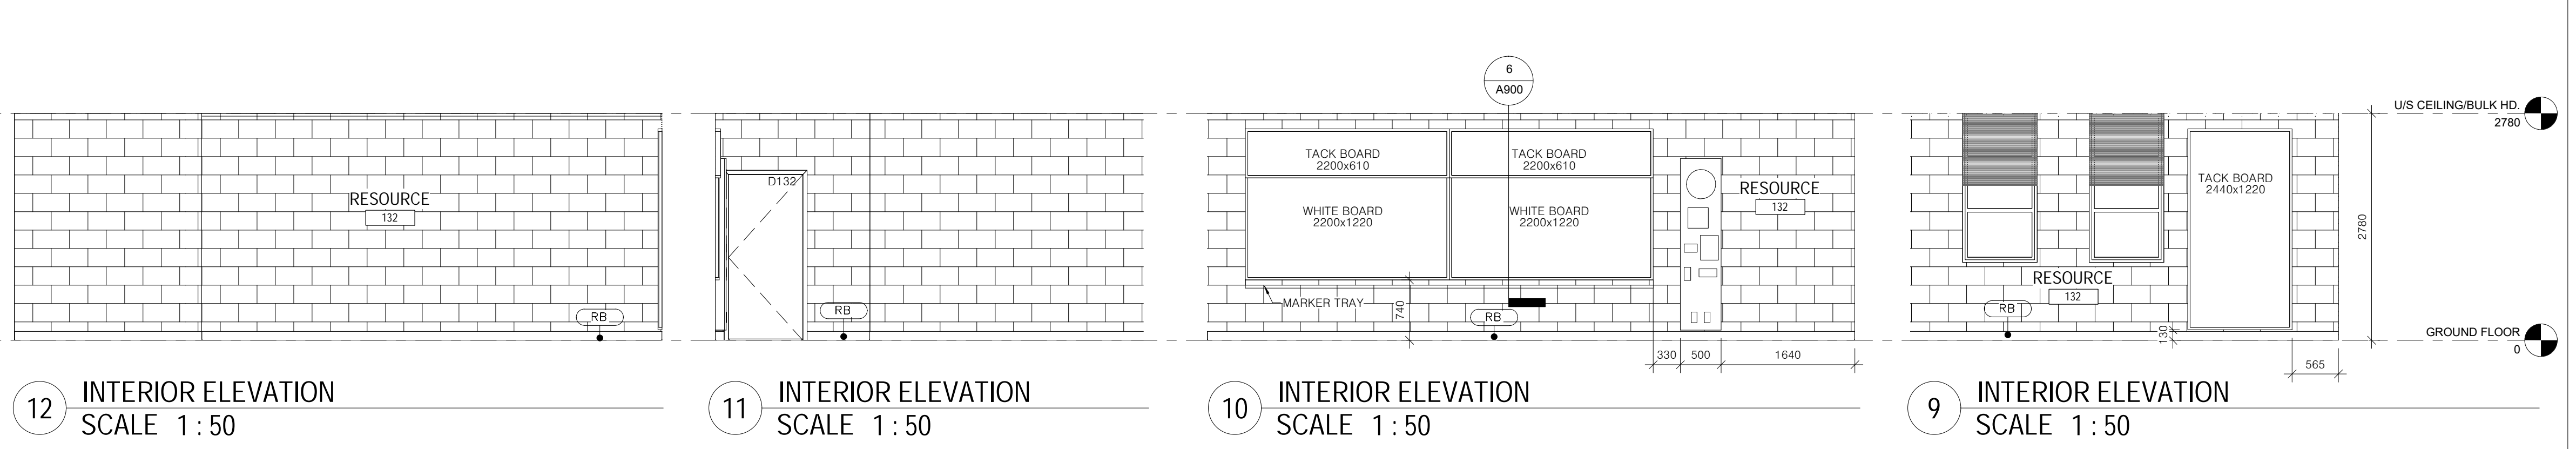 RESOURCE
132
RB
12
INTERIOR ELEVATION
SCALE 1 : 50
D132
RB
11
INTERIOR ELEVATION
SCALE 1 : 50
6
A900
TACK BOARD
2200x610
TACK BOARD
2200x610
WHITE BOARD
2200x1220
WHITE BOARD
2200x1220
RESOURCE
132
MARKER TRAY
740
RB
330
500
1640
10
INTERIOR ELEVATION
SCALE 1 : 50
TACK BOARD
2440x1220
RESOURCE
132
RB
130
565
2780
U/S CEILING/BULK HD.
2780
GROUND FLOOR
0
9
INTERIOR ELEVATION
SCALE 1 : 50